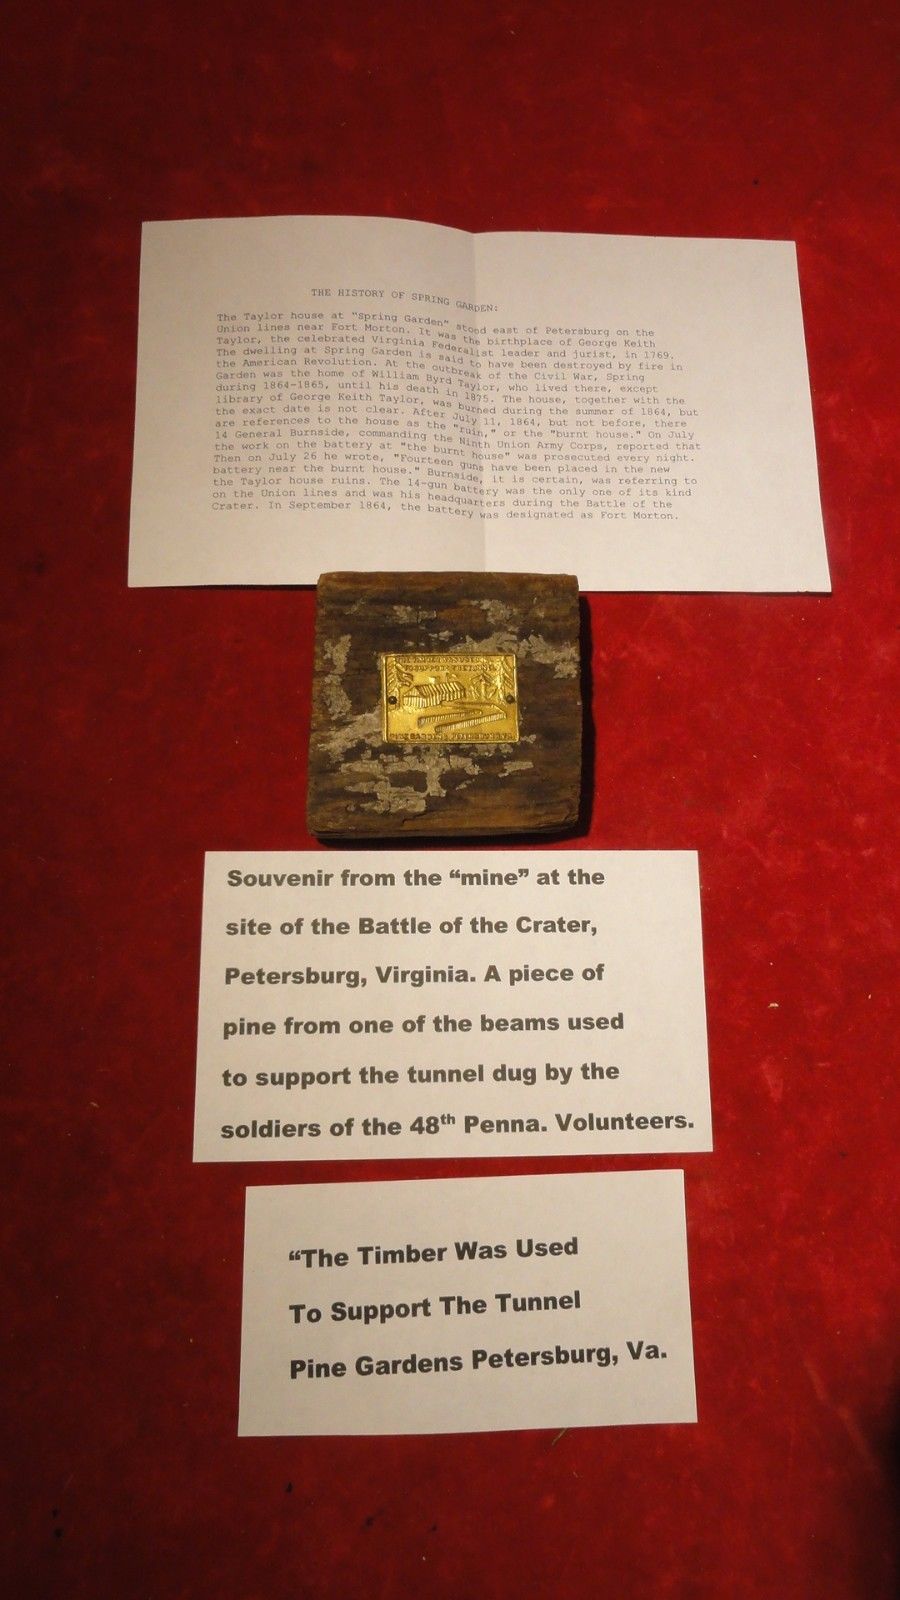 THE HISTORY OF SPRING GARDEN:
The Taylor house at "Spring Garden" stood east of Petersburg on the
Union lines near Fort Morton. It was the birthplace of George Keith
Taylor, the celebrated Virginia Federalist leader and jurist, in 1769.
The dwelling at Spring Garden is said to have been destroyed by fire in
the American Revolution. At the outbreak of the Civil War, Spring
Garden was the home of William Byrd Taylor, who lived there, except
during 1864-1865, until his death in 1875. The house, together with the
library of George Keith Taylor, was burned during the summer of 1864, but
the exact date is not clear. After July 11, 1864, but not before, there
are references to the house as the "ruin," or the "burnt house." On July
14 General Burnside, commanding the Ninth Union Army Corps, reported that
the work on the battery at "the burnt house" was prosecuted every night.
Then on July 26 he wrote, "Fourteen guns have been placed in the new
battery near the burnt house." Burnside, it is certain, was referring to
the Taylor house ruins. The 14-gun battery was the only one of its kind
on the Union lines and was his headquarters during the Battle of the
Crater. In September 1864, the battery was designated as Fort Morton.
Souvenir from the “mine” at the
site of the Battle of the Crater,
Petersburg, Virginia. A piece of
pine from one of the beams used
to support the tunnel dug by the
soldiers of the 48th Penna. Volunteers.
“The Timber Was Used
To Support The Tunnel
Pine Gardens Petersburg, Va.